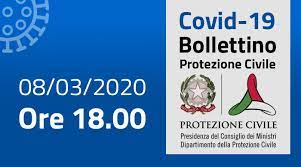 Covid-19
Bollettino
Protezione Civile
08/03/2020
Ore 18.00
PROTEZIONE CIVILE
Presidenza del Consiglio dei Ministri
Dipartimento della Protezione Civile